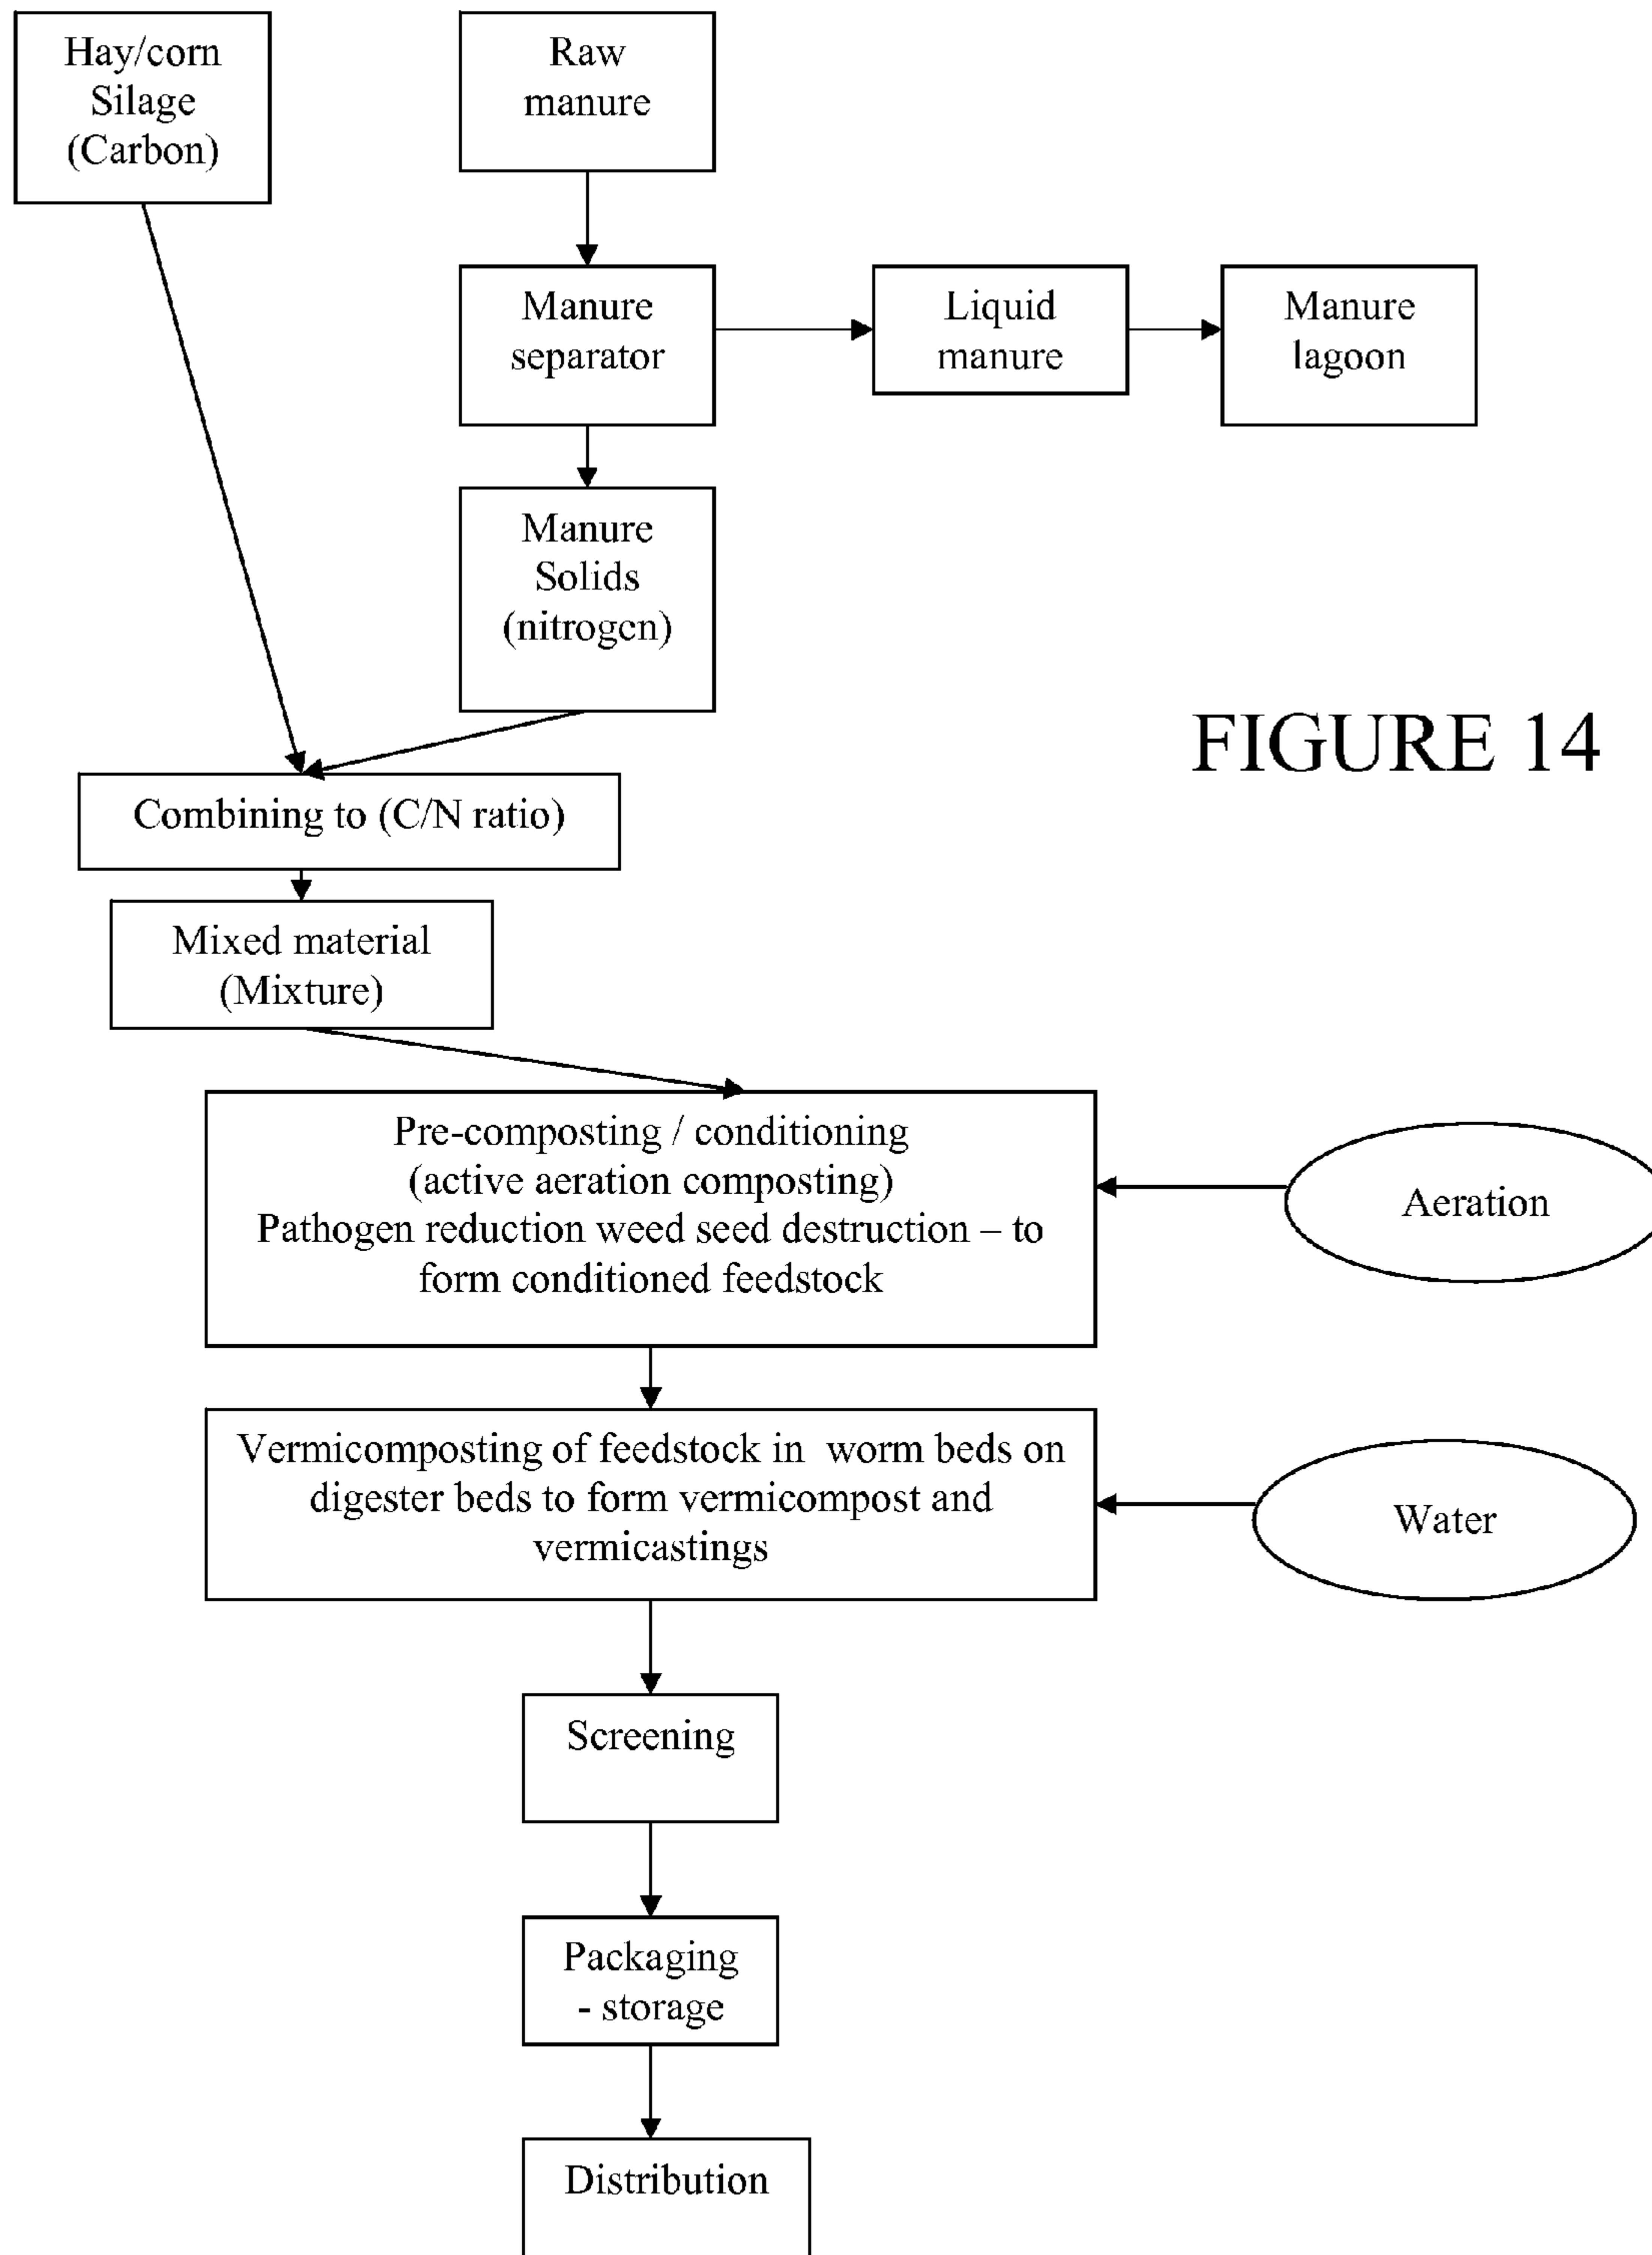 Hay/corn
Silage
(Carbon)
Raw
manure
Manure
separator
Liquid
manure
Manure
lagoon
Manure
Solids
(nitrogen)
FIGURE 14
Combining to (C/N ratio)
Mixed material
(Mixture)
Pre-composting / conditioning
(active aeration composting)
Pathogen reduction weed seed destruction – to
form conditioned feedstock
Aeration
Vermicomposting of feedstock in worm beds on
digester beds to form vermicompost and
vermicastings
Water
Screening
Packaging
- storage
Distribution